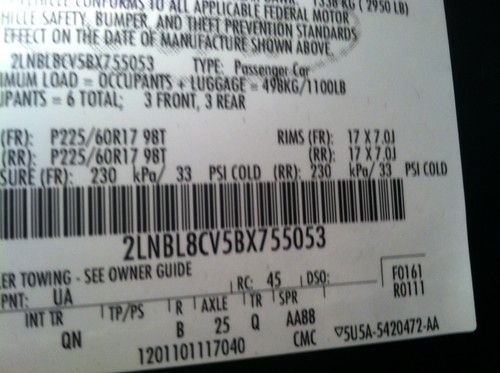 VEHICLE CONFORMS TO ALL APPLICABLE FEDERAL MOTOR 1338 KG ( 2950 LB)
VEHICLE SAFETY, BUMPER, AND THEFT PREVENTION STANDARDS
EFFECT ON THE DATE OF MANUFACTURE SHOWN ABOVE.
2LNBL8CV5BX755053 TYPE: Passenger Car
IMUM LOAD = OCCUPANTS + LUGGAGE = 498KG/1100LB
UPANTS = 6 TOTAL; 3 FRONT, 3 REAR
(FR): P225/60R17 98T RIMS (FR): 17 X 7.0J
(RR): P225/60R17 98T (RR): 17 X 7.0J
SURE (FR): 230 kPa/ 33 PSI COLD (RR): 230 kPa/ 33 PSI COLD
2LNBL8CV5BX755053
ER TOWING - SEE OWNER GUIDE
PNT: UA RC: 45 DSO: F0161
R0111
INT TR TP/PS R AXLE TR SPR
QN B 25 Q AA88
1201101117040 CMC ▽5U5A-5420472-AA